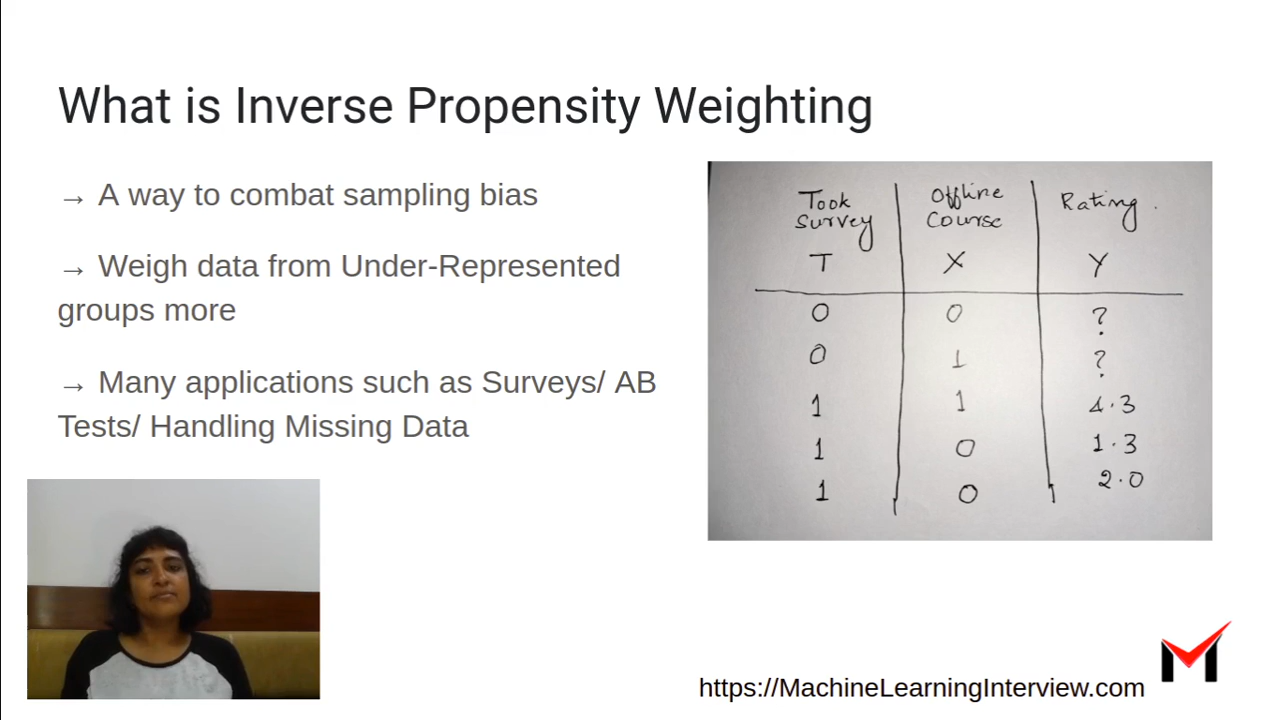 What is Inverse Propensity Weighting
→ A way to combat sampling bias
→ Weigh data from Under-Represented
groups more
→ Many applications such as Surveys/ AB
Tests/ Handling Missing Data
Took Survey Offline Course Rating
T X Y
0 0 ?
0 1 ?
1 1 4.3
1 0 1.3
1 0 2.0
https://MachineLearningInterview.com